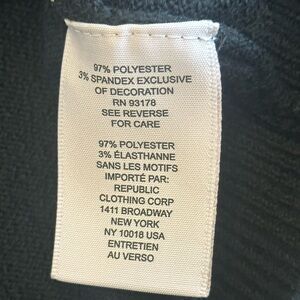 97% POLYESTER
3% SPANDEX EXCLUSIVE
OF DECORATION
RN 93178
SEE REVERSE
FOR CARE
97% POLYESTER
3% ÉLASTHANNE
SANS LES MOTIFS
IMPORTÉ PAR:
REPUBLIC
CLOTHING CORP
1411 BROADWAY
NEW YORK
NY 10018 USA
ENTRETIEN
AU VERSO